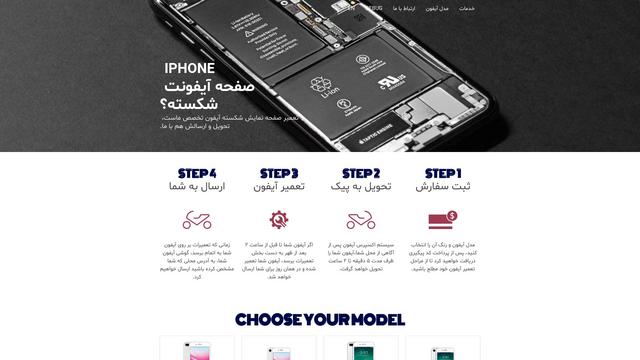 خدمات
مدل آیفون
ارتباط با ما
IPHONE
صفحه آیفونت
شکسته؟
تعمیر صفحه نمایش شکسته آیفون تخصص ماست،
تحویل و ارسالش هم با ما.
Li-ion
TAPTIC ENGINE
STEP 1
ثبت سفارش
مدل آیفون و رنگ آن را انتخاب
کنید، پس از پرداخت کد پیگیری
دریافت خواهید کرد تا از مراحل
تعمیر آیفون خود مطلع باشید.
STEP 2
تحویل به پیک
سیستم اکسپرس آیفون پس از
آگاهی از محل شما،آیفون شما را
ظرف مدت ۵ دقیقه تا ۲ ساعت
تحویل خواهد گرفت.
STEP 3
تعمیر آیفون
اگر آیفون شما تا قبل از ساعت ۲
بعد از ظهر به دست بخش
تعمیرات برسد، آیفون شما تعمیر
شده و در همان روز برای شما ارسال
خواهد شد.
STEP 4
ارسال به شما
زمانی که تعمیرات بر روی آیفون
شما به اتمام برسد، گوشی آیفون
شما، به آدرس محلی که شما
مشخص کرده باشید ارسال خواهیم
کرد.
CHOOSE YOUR MODEL